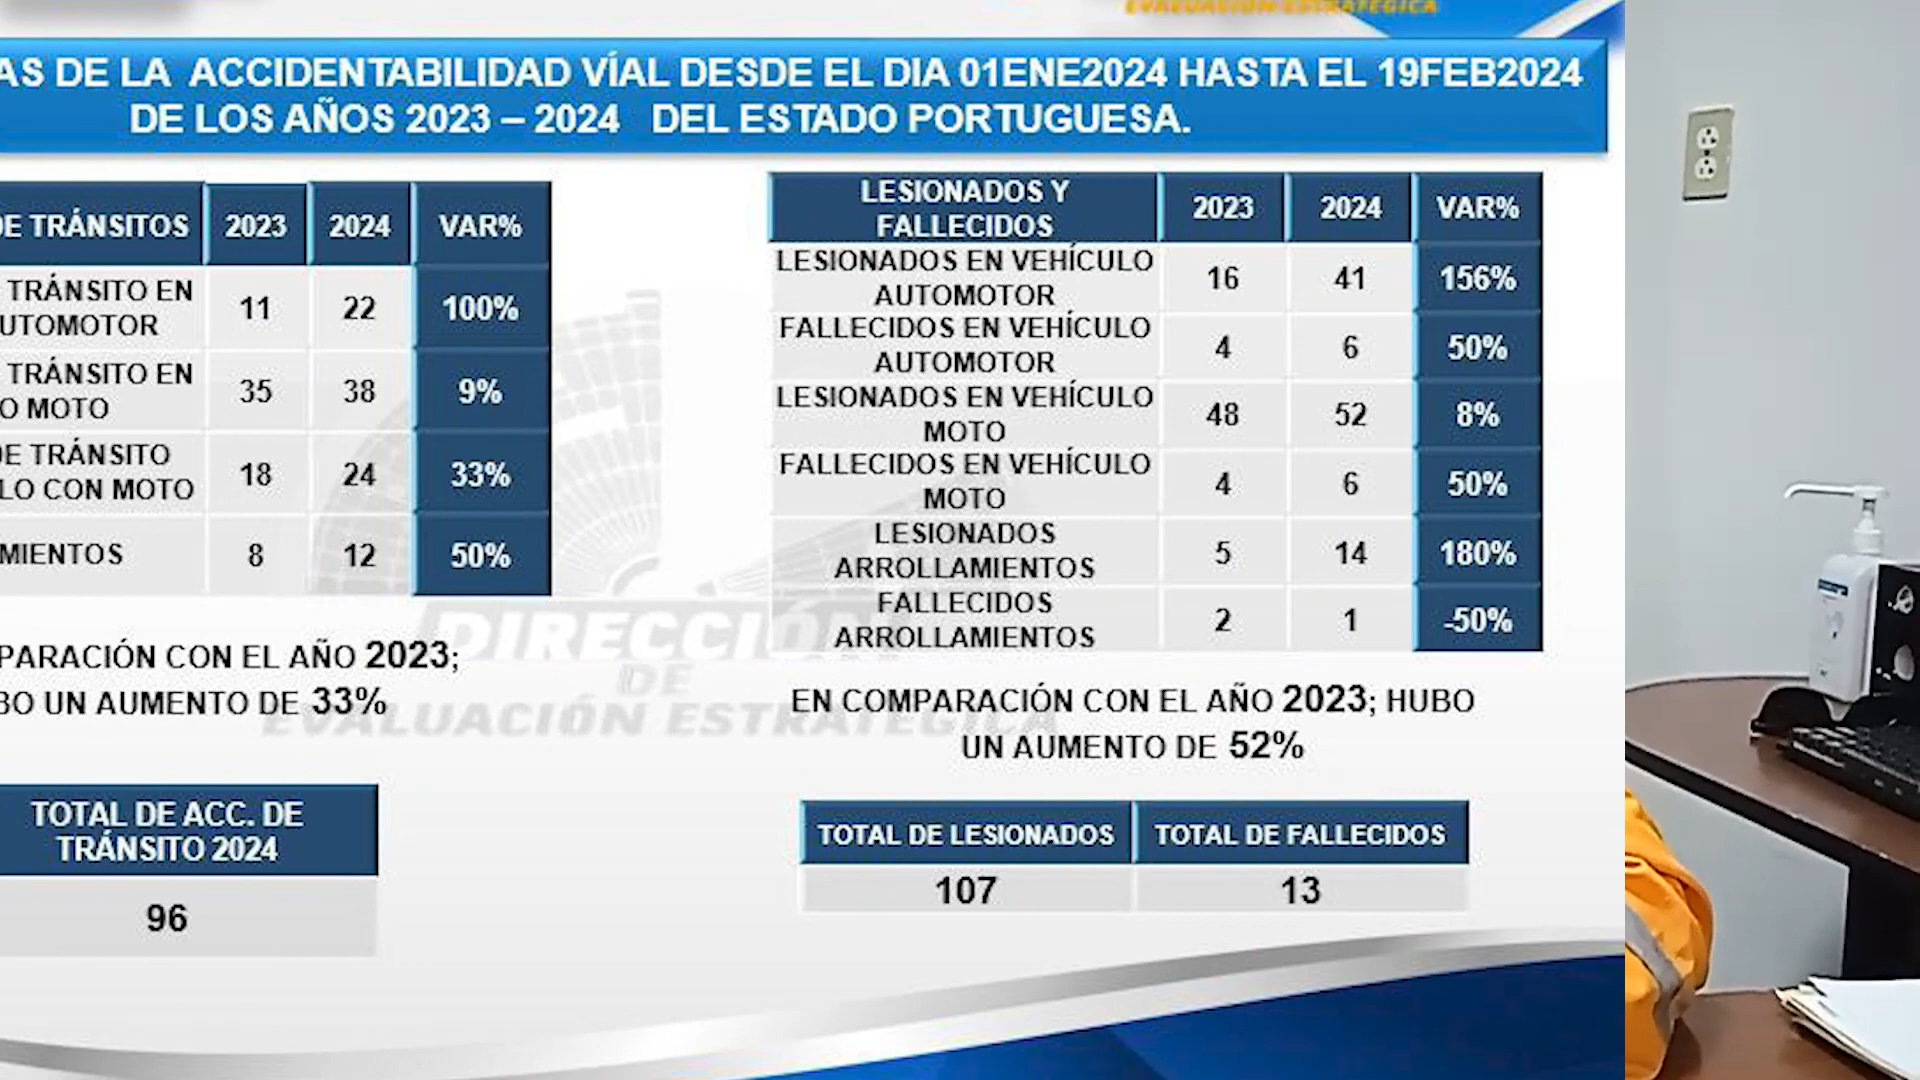 EVALUACIÓN ESTRATEGICA
AS DE LA ACCIDENTABILIDAD VÍAL DESDE EL DIA 01ENE2024 HASTA EL 19FEB2024
DE LOS AÑOS 2023 – 2024 DEL ESTADO PORTUGUESA.
DE TRÁNSITOS 2023 2024 VAR%
TRÁNSITO EN
UTOMOTOR 11 22 100%
TRÁNSITO EN
O MOTO 35 38 9%
DE TRÁNSITO
LO CON MOTO 18 24 33%
MIENTOS 8 12 50%
PARACIÓN CON EL AÑO 2023;
BO UN AUMENTO DE 33%
TOTAL DE ACC. DE
TRÁNSITO 2024
96
LESIONADOS Y
FALLECIDOS 2023 2024 VAR%
LESIONADOS EN VEHÍCULO
AUTOMOTOR 16 41 156%
FALLECIDOS EN VEHÍCULO
AUTOMOTOR 4 6 50%
LESIONADOS EN VEHÍCULO
MOTO 48 52 8%
FALLECIDOS EN VEHÍCULO
MOTO 4 6 50%
LESIONADOS
ARROLLAMIENTOS 5 14 180%
FALLECIDOS
ARROLLAMIENTOS 2 1 -50%
EN COMPARACIÓN CON EL AÑO 2023; HUBO
UN AUMENTO DE 52%
TOTAL DE LESIONADOS TOTAL DE FALLECIDOS
107 13
DIRECCIÓN
DE
EVALUACIÓN ESTRATEGICA